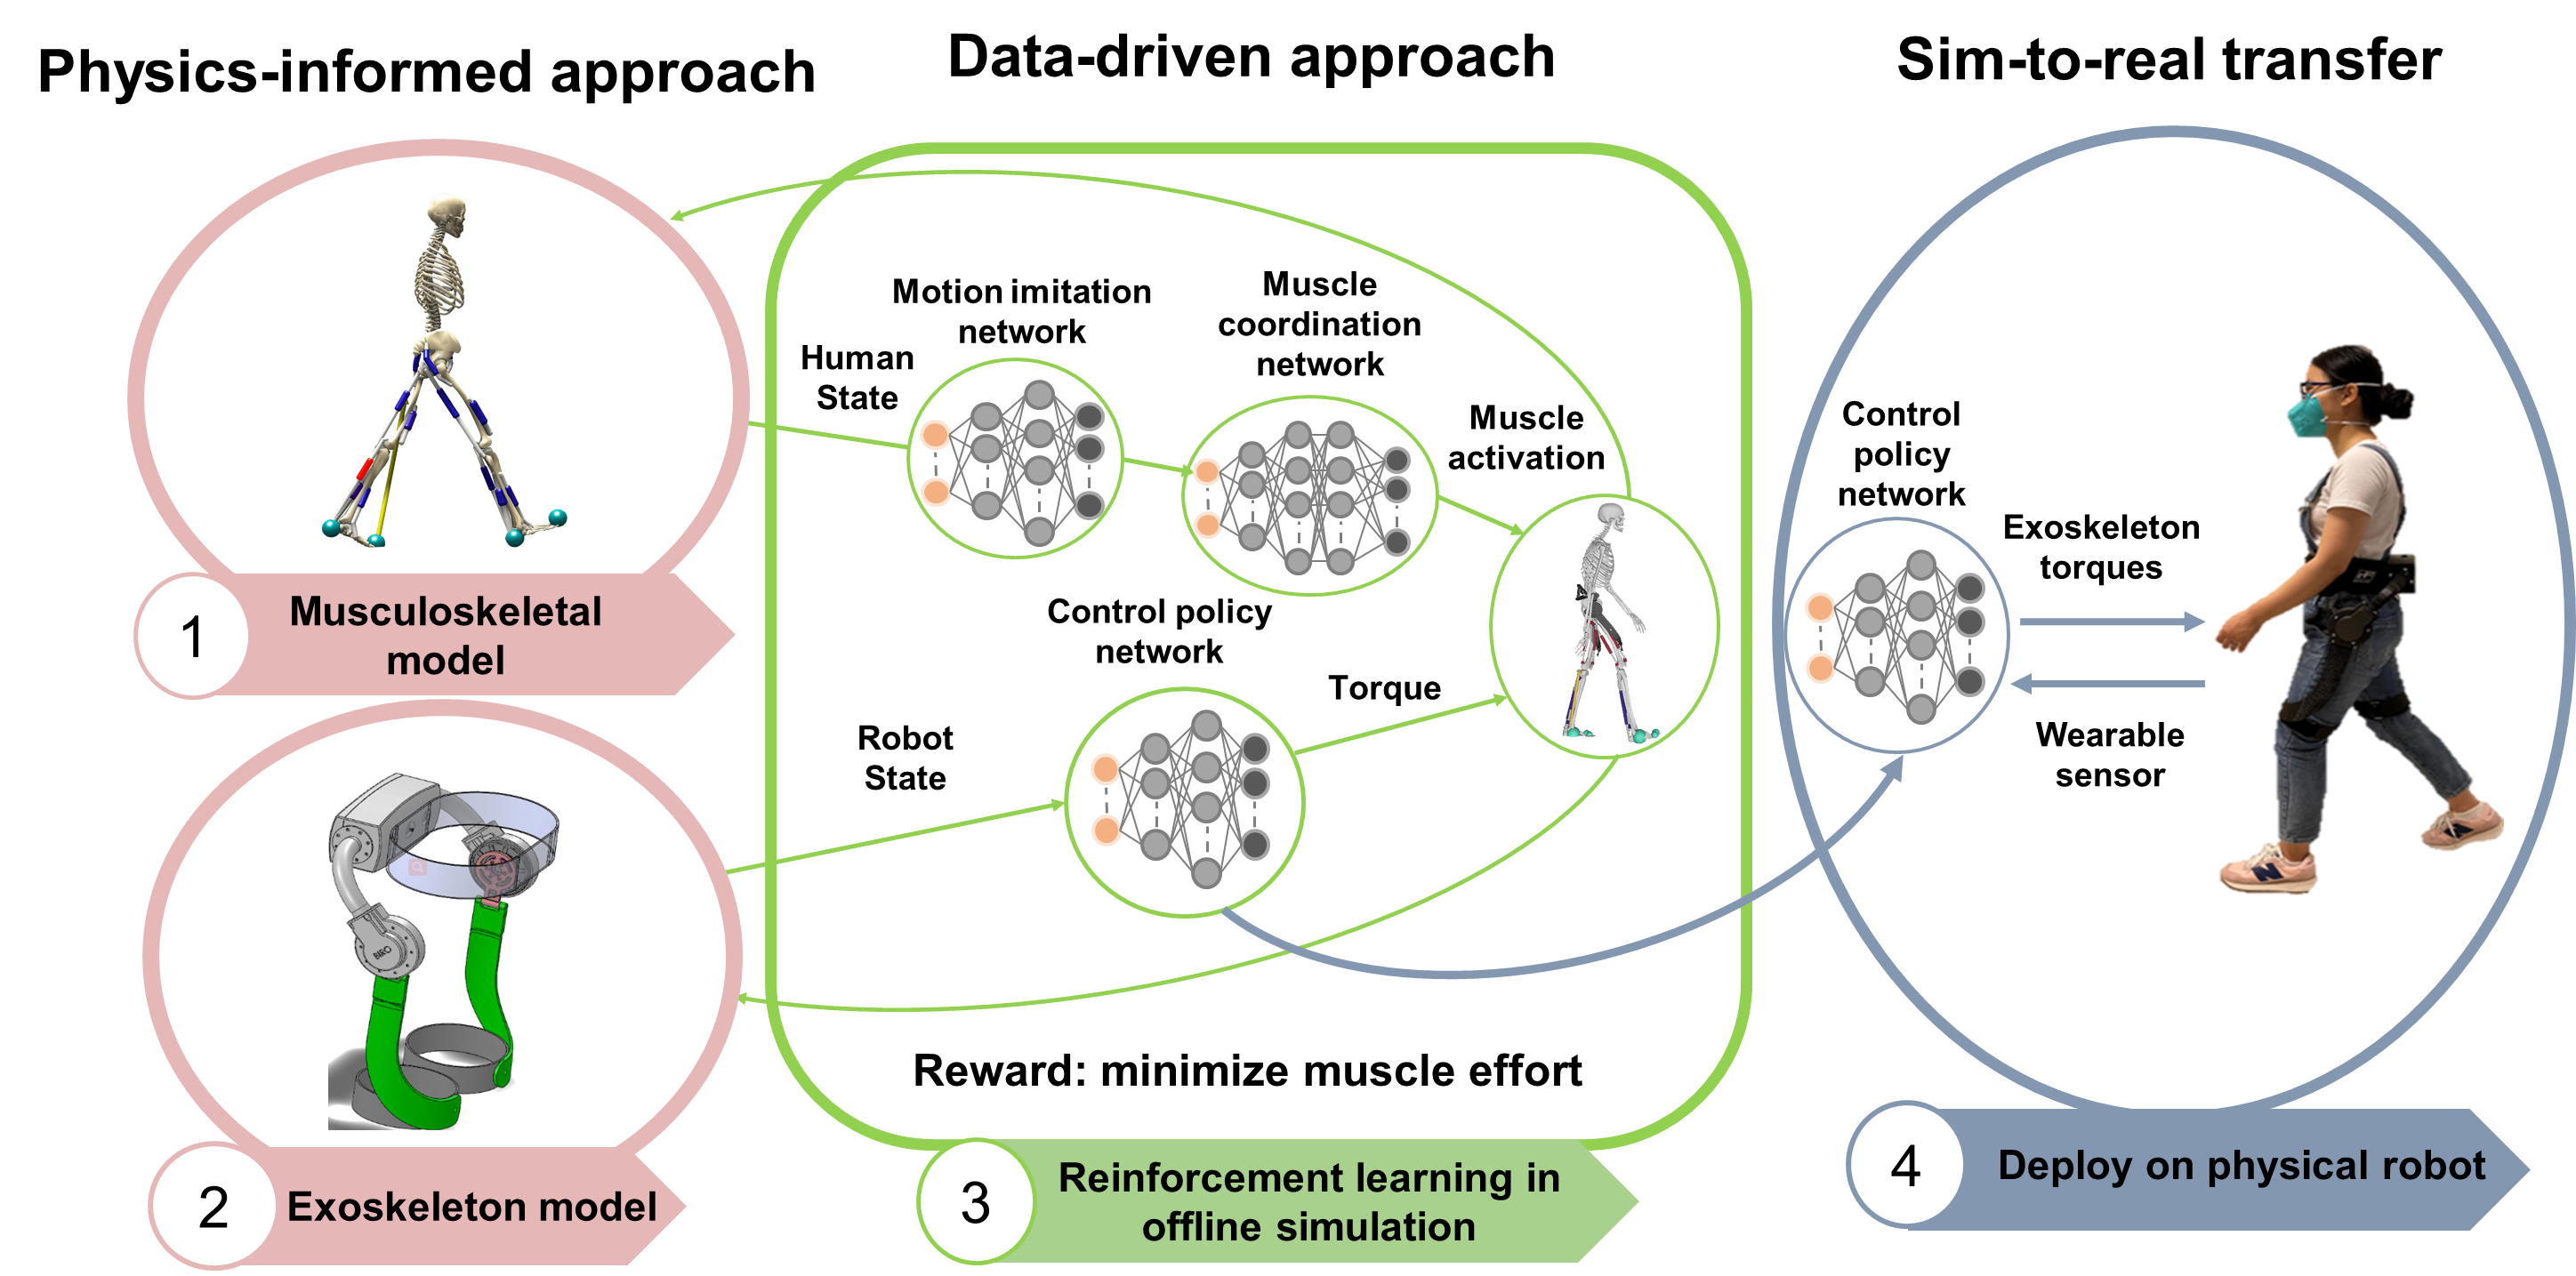 Physics-informed approach
Data-driven approach
Sim-to-real transfer
Musculoskeletal
model
1
Exoskeleton model
2
Human
State
Motion imitation
network
Muscle
coordination
network
Muscle
activation
Control policy
network
Robot
State
Torque
Reward: minimize muscle effort
3
Reinforcement learning in
offline simulation
Control
policy
network
Exoskeleton
torques
Wearable
sensor
4
Deploy on physical robot